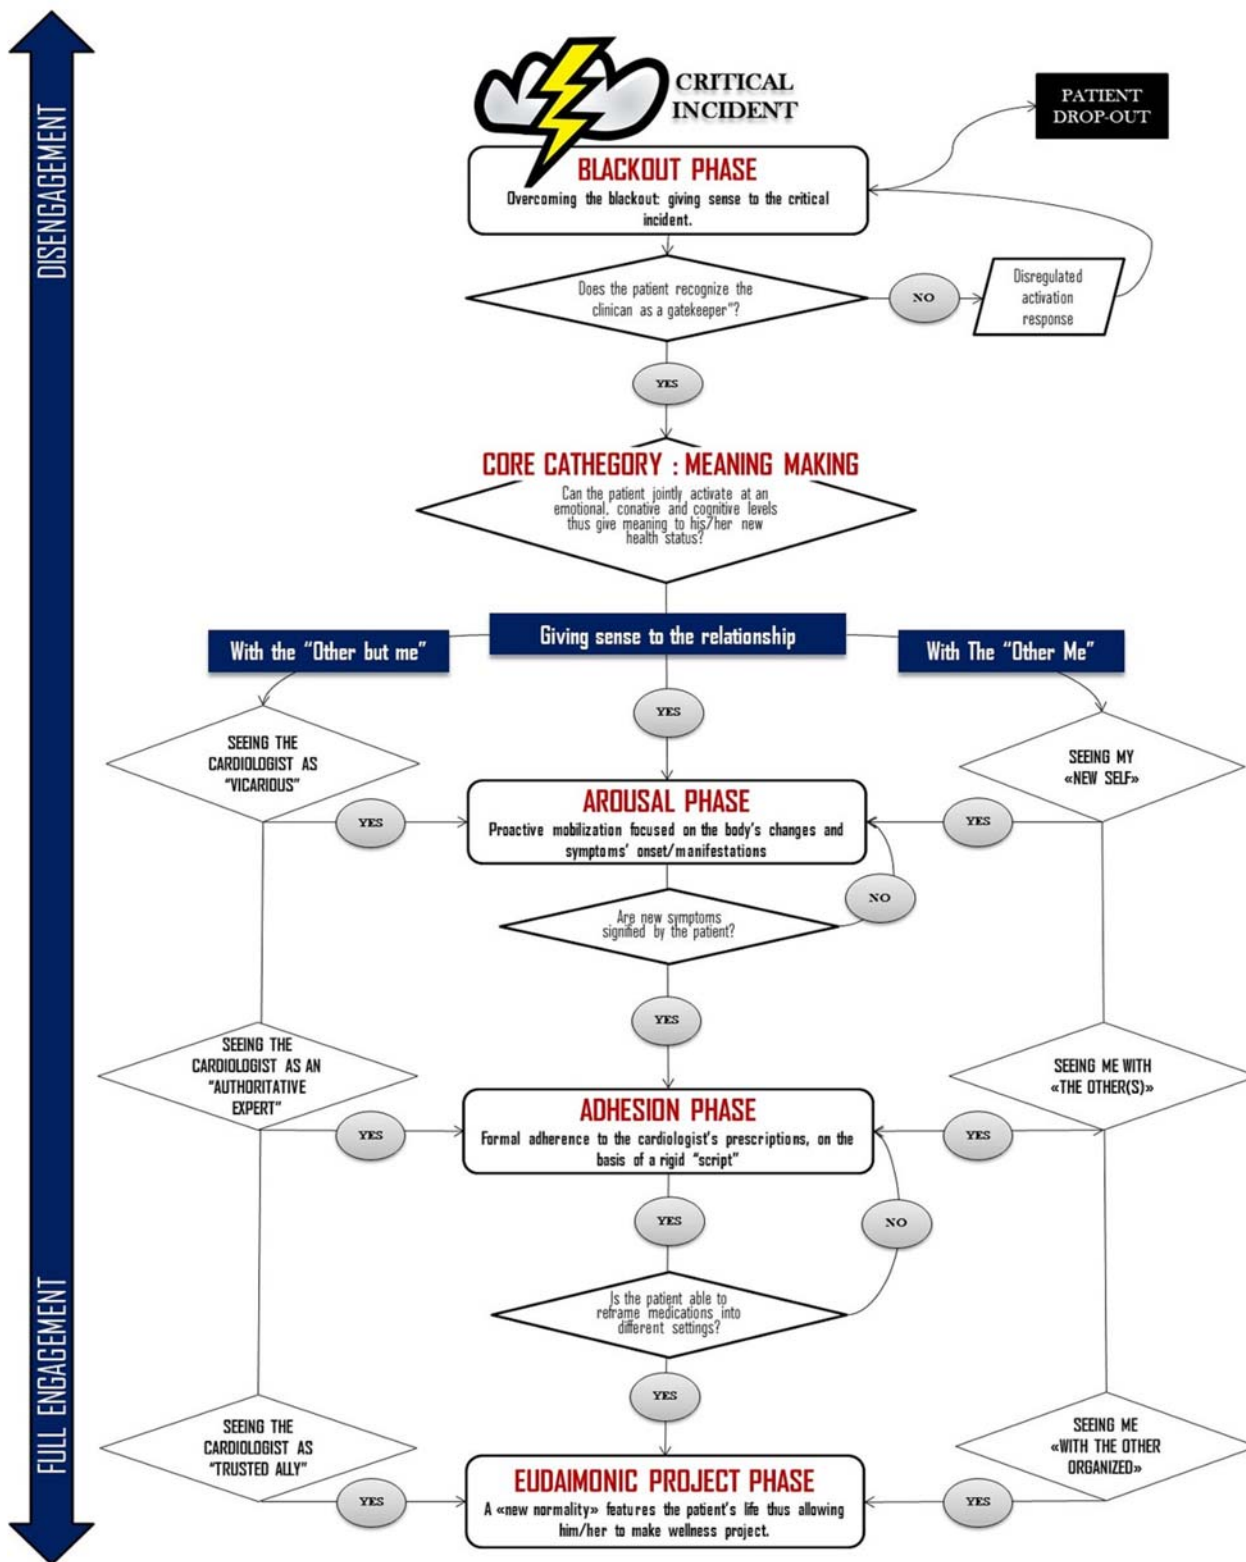 DISENGAGEMENT
CRITICAL
INCIDENT
PATIENT
DROP-OUT
BLACKOUT PHASE
Overcoming the blackout: giving sense to the critical
incident.
Does the patient recognize the
clinican as a gatekeeper"?
NO
Disregulated
activation
response
YES
CORE CATHEGORY : MEANING MAKING
Can the patient jointly activate at an
emotional, conative and cognitive levels
thus give meaning to his/her new
health status?
With the "Other but me"
Giving sense to the relationship
With The "Other Me"
YES
SEEING THE
CARDIOLOGIST AS
"VICARIOUS"
SEEING MY
«NEW SELF»
YES
AROUSAL PHASE
Proactive mobilization focused on the body's changes and
symptoms' onset/manifestations
YES
NO
Are new symptoms
signified by the patient?
YES
SEEING THE
CARDIOLOGIST AS AN
"AUTHORITATIVE
EXPERT"
SEEING ME WITH
«THE OTHER(S)»
YES
ADHESION PHASE
Formal adherence to the cardiologist's prescriptions, on the
basis of a rigid "script"
YES
YES
NO
Is the patient able to
reframe medications into
different settings?
YES
FULL ENGAGEMENT
SEEING THE
CARDIOLOGIST AS
"TRUSTED ALLY"
SEEING ME
«WITH THE OTHER
ORGANIZED»
YES
EUDAIMONIC PROJECT PHASE
A «new normality» features the patient's life thus allowing
him/her to make wellness project.
YES